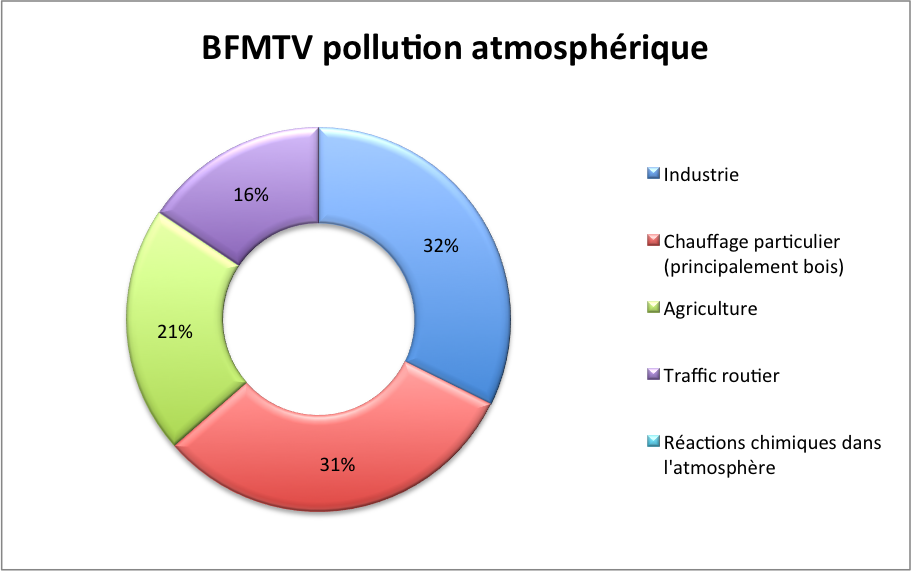 BFMTV pollution atmosphérique
16%
32%
21%
31%
Industrie
Chauffage particulier
(principalement bois)
Agriculture
Traffic routier
Réactions chimiques dans
l'atmosphère